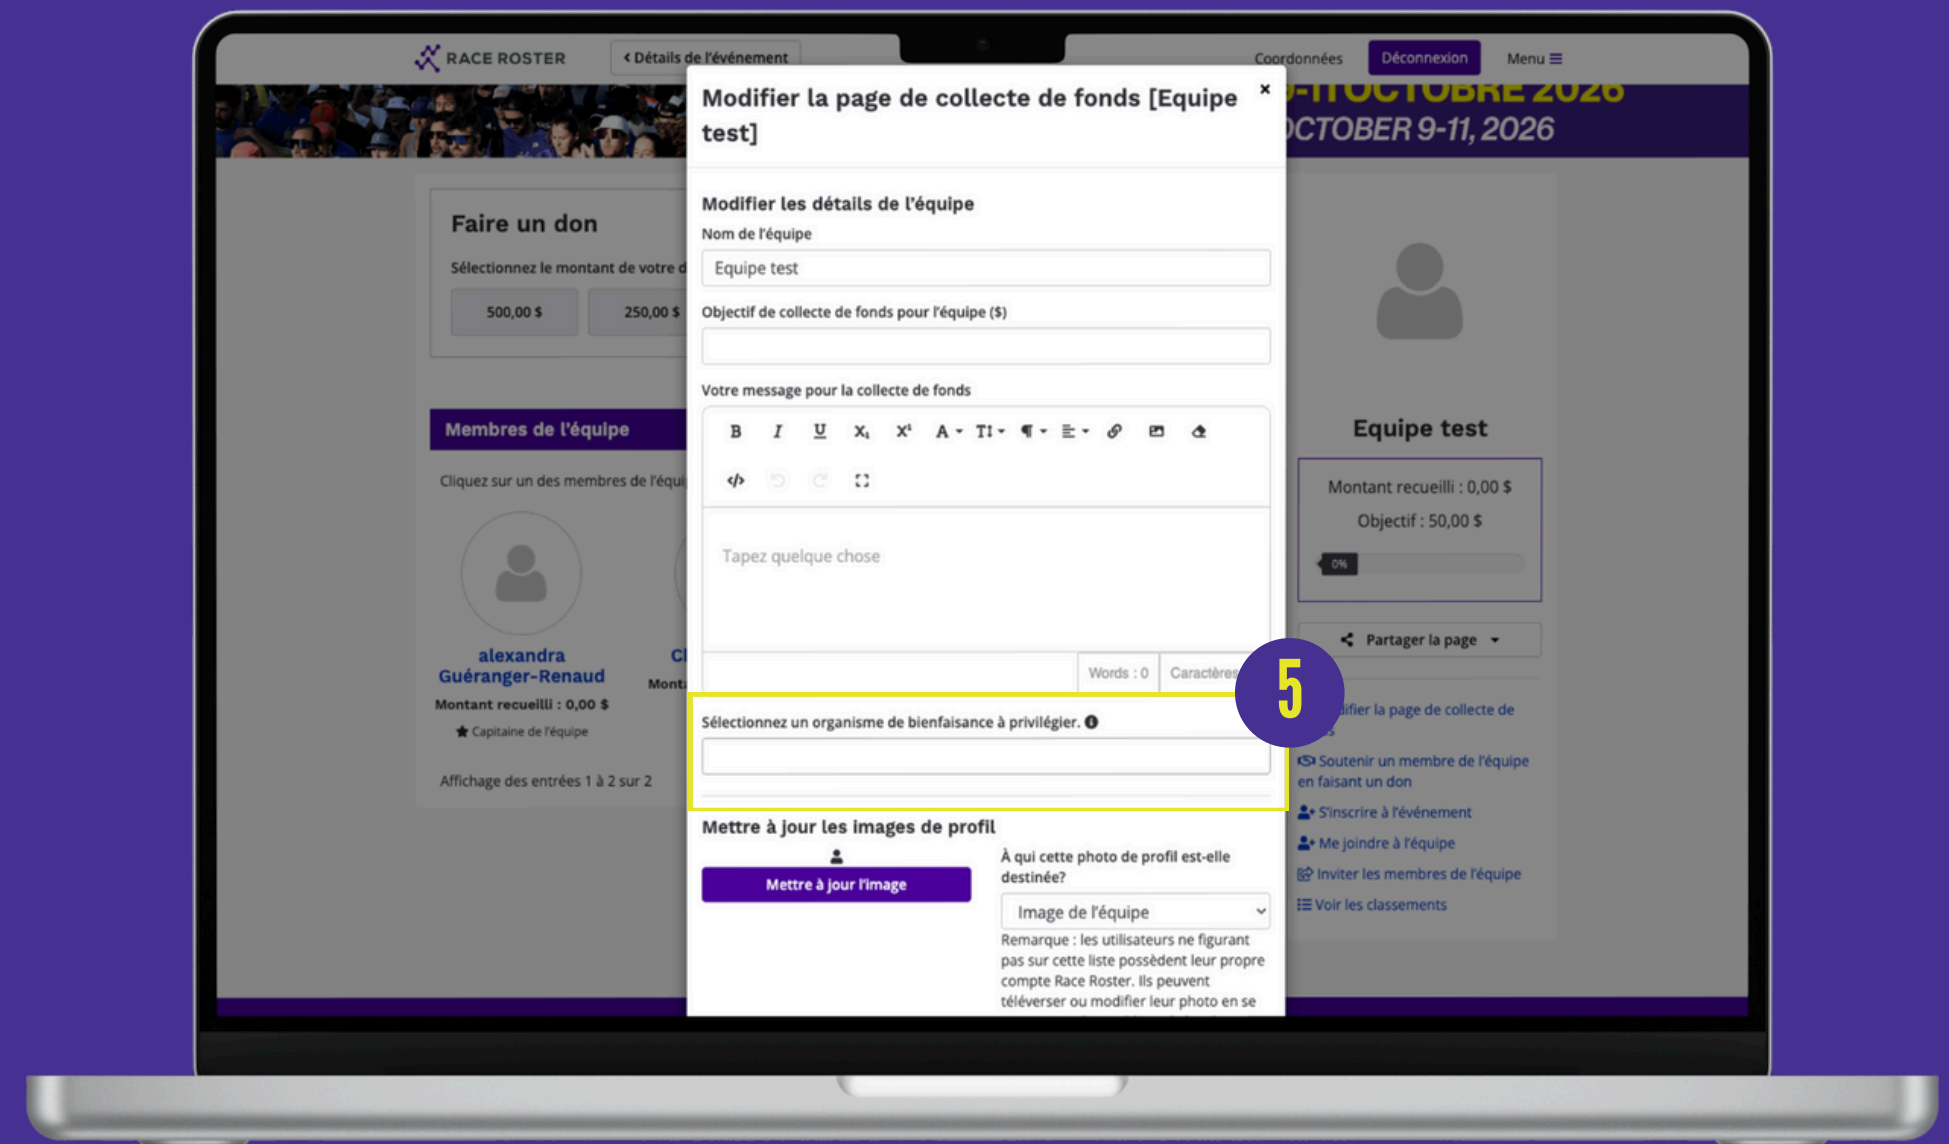 RACE ROSTER
Détails de l'événement
Coordonnées
Déconnexion
Menu
OCTOBRE 2026
OCTOBER 9-11, 2026
Modifier la page de collecte de fonds [Equipe
test]
Faire un don
Sélectionnez le montant de votre d
500,00 $
250,00 $
Membres de l'équipe
Cliquez sur un des membres de l'équi
alexandra
Guéranger-Renaud
Montant recueilli : 0,00 $
Capitaine de l'équipe
Affichage des entrées 1 à 2 sur 2
Modifier les détails de l'équipe
Nom de l'équipe
Equipe test
Objectif de collecte de fonds pour l'équipe ($)
Votre message pour la collecte de fonds
B I U X₁ X¹ A T
Tapez quelque chose
Words : 0
Caractères
5
Sélectionnez un organisme de bienfaisance à privilégier.
Mettre à jour les images de profil
Mettre à jour l'image
À qui cette photo de profil est-elle
destinée?
Image de l'équipe
Remarque : les utilisateurs ne figurant
pas sur cette liste possèdent leur propre
compte Race Roster. Ils peuvent
téléverser ou modifier leur photo en se
Equipe test
Montant recueilli : 0,00 $
Objectif : 50,00 $
0%
Partager la page
ifier la page de collecte de
Soutenir un membre de l'équipe
en faisant un don
S'inscrire à l'événement
Me joindre à l'équipe
Inviter les membres de l'équipe
Voir les classements